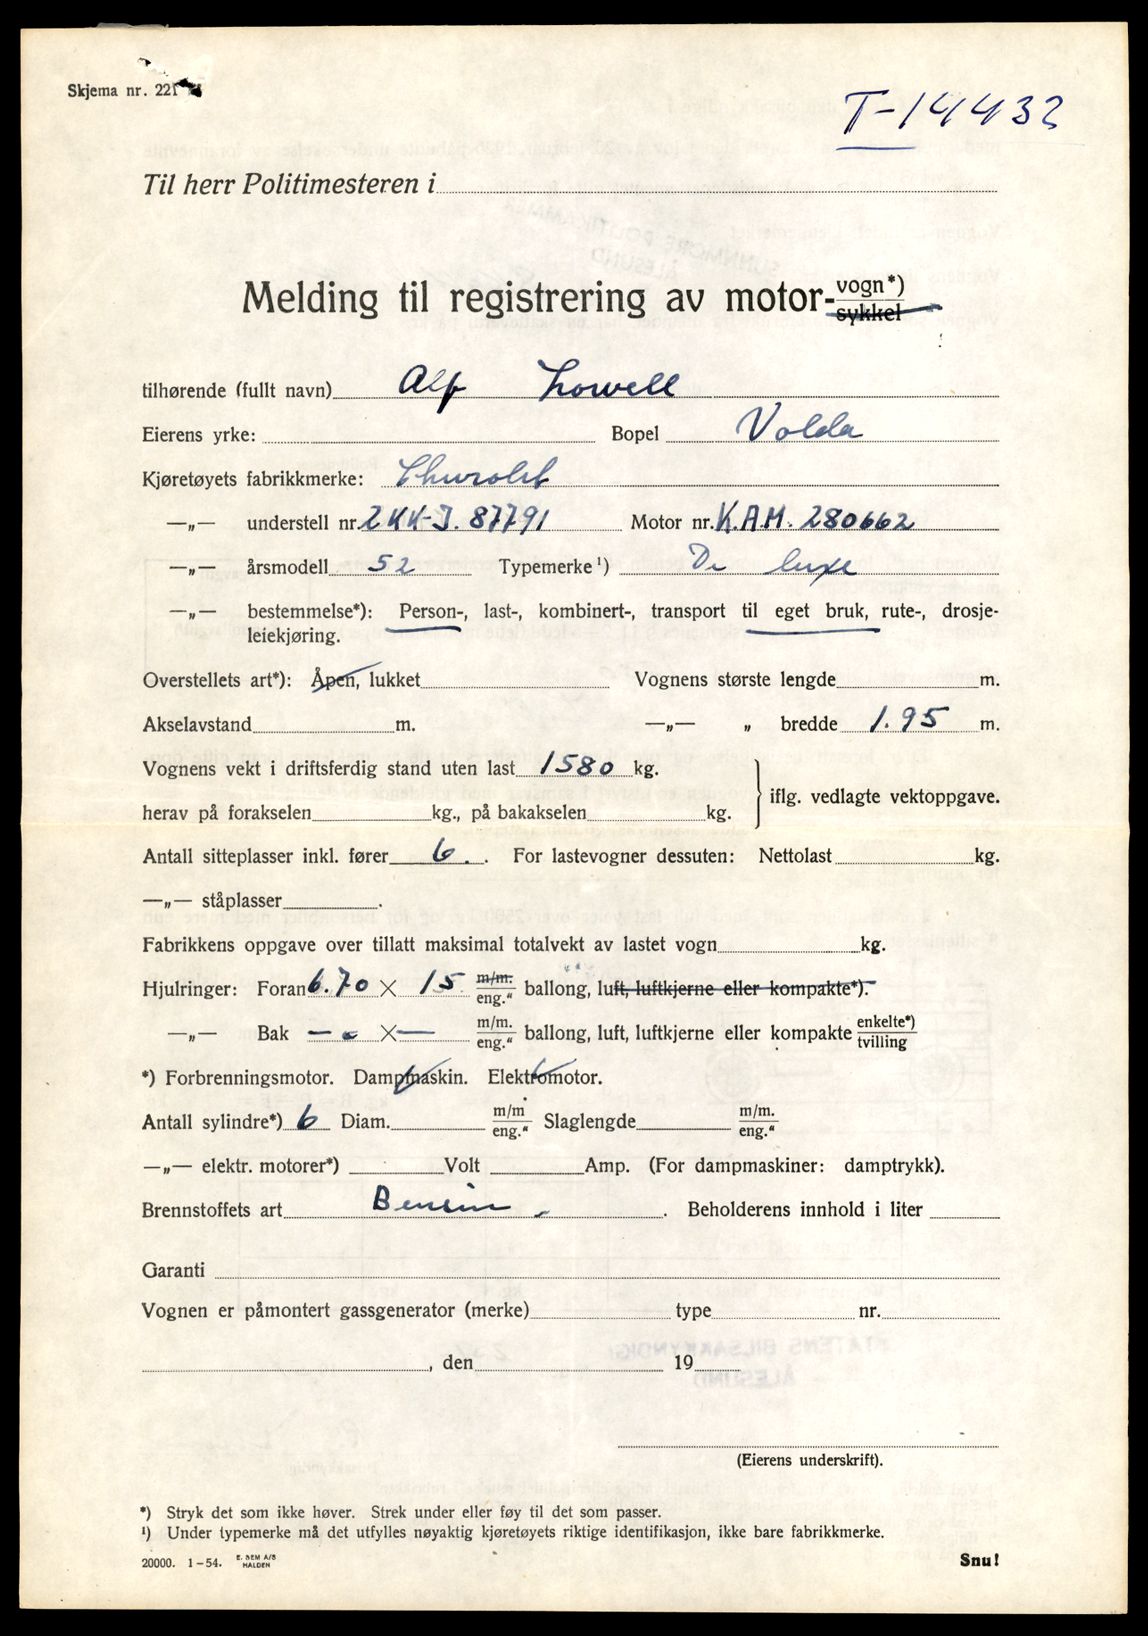 Skjema nr. 221
T-14432
Til herr Politimesteren i
Melding til registrering av motor-vogn*)
sykkel
tilhørende (fullt navn) Alf Lowell
Eierens yrke: Bopel Volda
Kjøretøyets fabrikkmerke: Chevrolet
—„— understell nr. 2KK-J. 87791 Motor nr. K.A.M. 280662
—„— årsmodell 52 Typemerke ¹) De luxe
—„— bestemmelse*): Person-, last-, kombinert-, transport til eget bruk, rute-, drosje-
leiekjøring.
Overstellets art*): Åpen, lukket Vognens største lengde m.
Akselavstand m. —„— „ bredde 1.95 m.
Vognens vekt i driftsferdig stand uten last 1580 kg.
iflg. vedlagte vektoppgave.
herav på forakselen kg., på bakakselen kg.
Antall sitteplasser inkl. fører 6. . For lastevogner dessuten: Nettolast kg.
—„— ståplasser .
Fabrikkens oppgave over tillatt maksimal totalvekt av lastet vogn kg.
Hjulringer: Foran 6.70 × 15 m/m. eng.“ ballong, luft, luftkjerne eller kompakte*).
—„— Bak — „ × — m/m. eng.“ ballong, luft, luftkjerne eller kompakte enkelte*) tvilling
*) Forbrenningsmotor. Dampmaskin. Elektromotor.
Antall sylindre*) 6 Diam. m/m eng.“ Slaglengde m/m. eng.“
—„— elektr. motorer*) Volt Amp. (For dampmaskiner: damptrykk).
Brennstoffets art Bensin . Beholderens innhold i liter
Garanti
Vognen er påmontert gassgenerator (merke) type nr.
, den 19
(Eierens underskrift).
*) Stryk det som ikke høver. Strek under eller føy til det som passer.
¹) Under typemerke må det utfylles nøyaktig kjøretøyets riktige identifikasjon, ikke bare fabrikkmerke.
20000. 1-54. E. SEM A/S HALDEN
Snu!